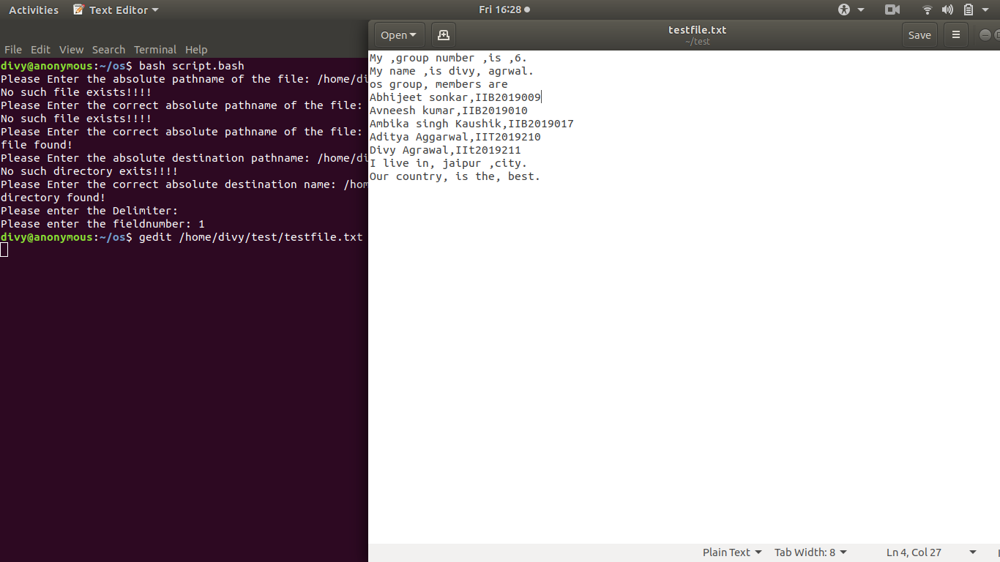 Activities Text Editor Fri 16:28
File Edit View Search Terminal Help
divy@anonymous:~/os$ bash script.bash
Please Enter the absolute pathname of the file: /home/di
No such file exists!!!!
Please Enter the correct absolute pathname of the file:
No such file exists!!!!
Please Enter the correct absolute pathname of the file:
file found!
Please Enter the absolute destination pathname: /home/di
No such directory exits!!!!
Please Enter the correct absolute destination name: /hom
directory found!
Please enter the Delimiter:
Please enter the fieldnumber: 1
divy@anonymous:~/os$ gedit /home/divy/test/testfile.txt
Open testfile.txt Save
~/test
My ,group number ,is ,6.
My name ,is divy, agrwal.
os group, members are
Abhijeet sonkar,IIB2019009
Avneesh kumar,IIB2019010
Ambika singh Kaushik,IIB2019017
Aditya Aggarwal,IIT2019210
Divy Agrawal,IIt2019211
I live in, jaipur ,city.
Our country, is the, best.
Plain Text Tab Width: 8 Ln 4, Col 27